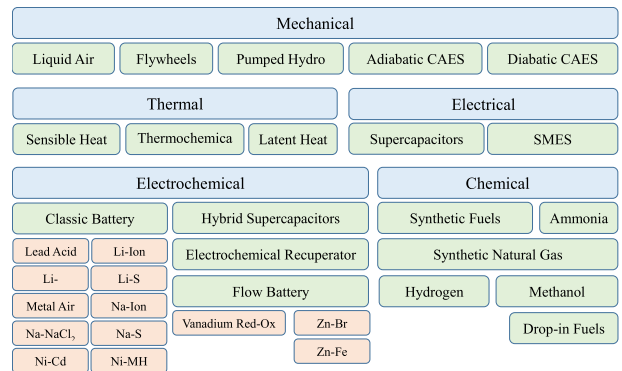 Mechanical
Liquid Air
Flywheels
Pumped Hydro
Adiabatic CAES
Diabatic CAES
Thermal
Electrical
Sensible Heat
Thermochemica
Latent Heat
Supercapacitors
SMES
Electrochemical
Chemical
Classic Battery
Hybrid Supercapacitors
Synthetic Fuels
Ammonia
Lead Acid
Li-Ion
Electrochemical Recuperator
Synthetic Natural Gas
Li-
Li-S
Flow Battery
Hydrogen
Methanol
Metal Air
Na-Ion
Vanadium Red-Ox
Zn-Br
Drop-in Fuels
Na-NaCl₂
Na-S
Zn-Fe
Ni-Cd
Ni-MH